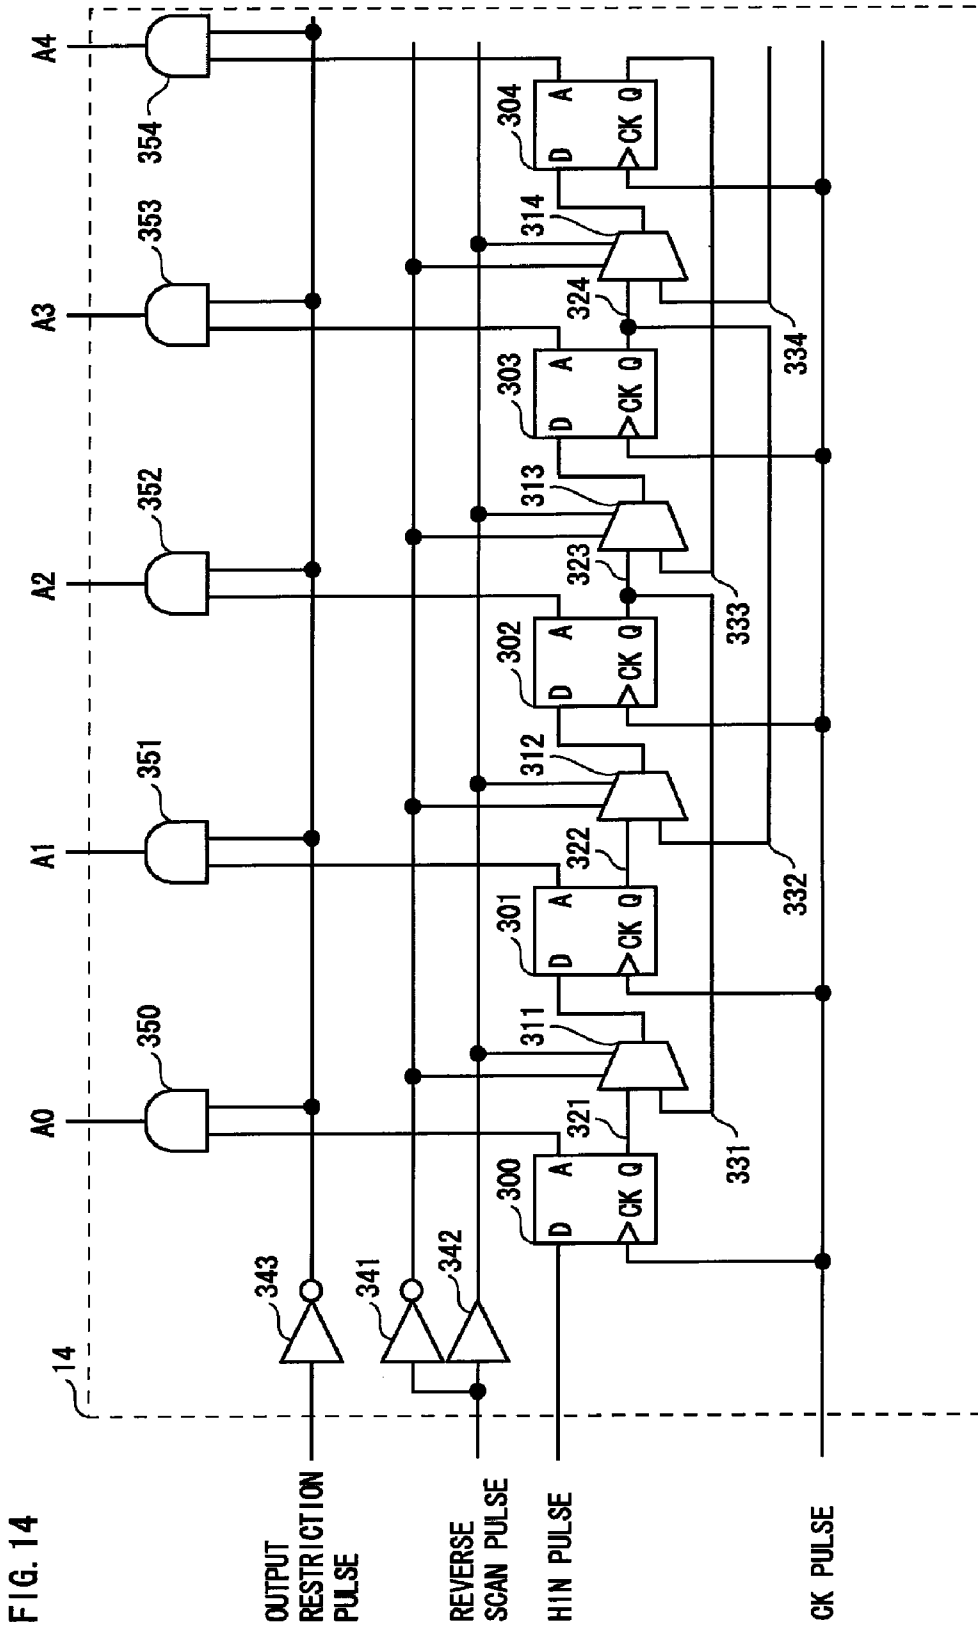 FIG. 14
14
A0
A1
A2
A3
A4
350
351
352
353
354
OUTPUT
RESTRICTION
PULSE
343
341
342
REVERSE
SCAN PULSE
H1N PULSE
CK PULSE
300
D
A
CK
Q
321
311
331
301
D
A
CK
Q
322
312
332
302
D
A
CK
Q
323
313
333
303
D
A
CK
Q
324
314
334
304
D
A
CK
Q